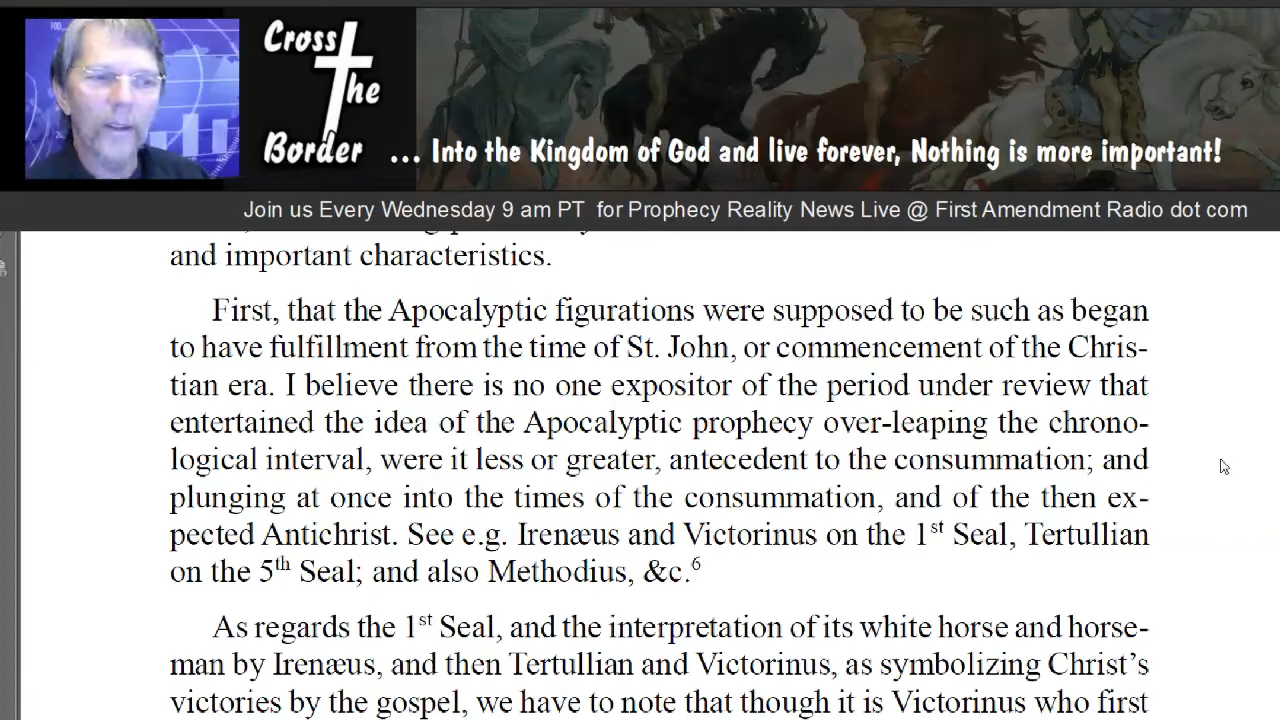 Cross
The
Border
... Into the Kingdom of God and live forever, Nothing is more important!
Join us Every Wednesday 9 am PT for Prophecy Reality News Live @ First Amendment Radio dot com
and important characteristics.
First, that the Apocalyptic figurations were supposed to be such as began
to have fulfillment from the time of St. John, or commencement of the Chris-
tian era. I believe there is no one expositor of the period under review that
entertained the idea of the Apocalyptic prophecy over-leaping the chrono-
logical interval, were it less or greater, antecedent to the consummation; and
plunging at once into the times of the consummation, and of the then ex-
pected Antichrist. See e.g. Irenæus and Victorinus on the 1st Seal, Tertullian
on the 5th Seal; and also Methodius, &c.6
As regards the 1st Seal, and the interpretation of its white horse and horse-
man by Irenæus, and then Tertullian and Victorinus, as symbolizing Christ’s
victories by the gospel, we have to note that though it is Victorinus who first